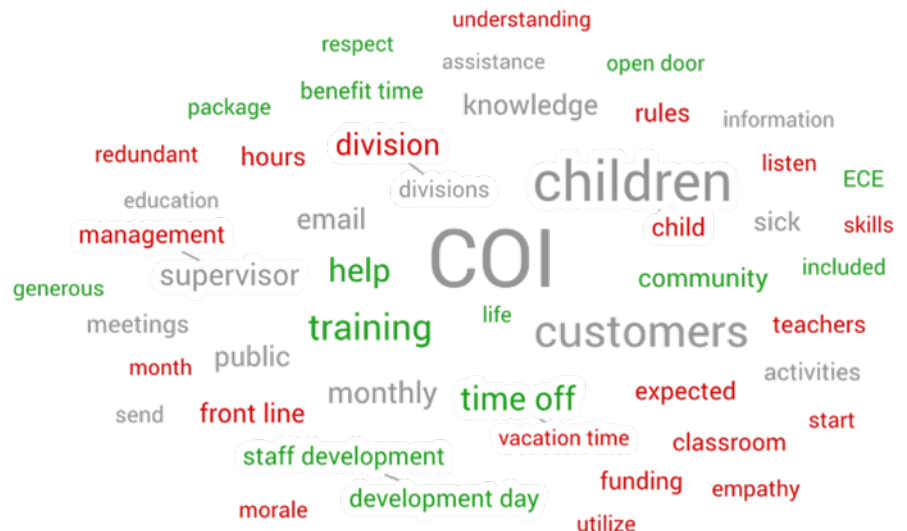 understanding
respect
assistance
open door
benefit time
package
knowledge
rules
information
division
redundant
hours
listen
children
ECE
divisions
education
email
child
sick
skills
management
COI
supervisor
help
community
included
generous
life
meetings
training
customers
teachers
public
month
activities
monthly
time off
expected
send
front line
start
vacation time
classroom
staff development
funding
empathy
development day
morale
utilize